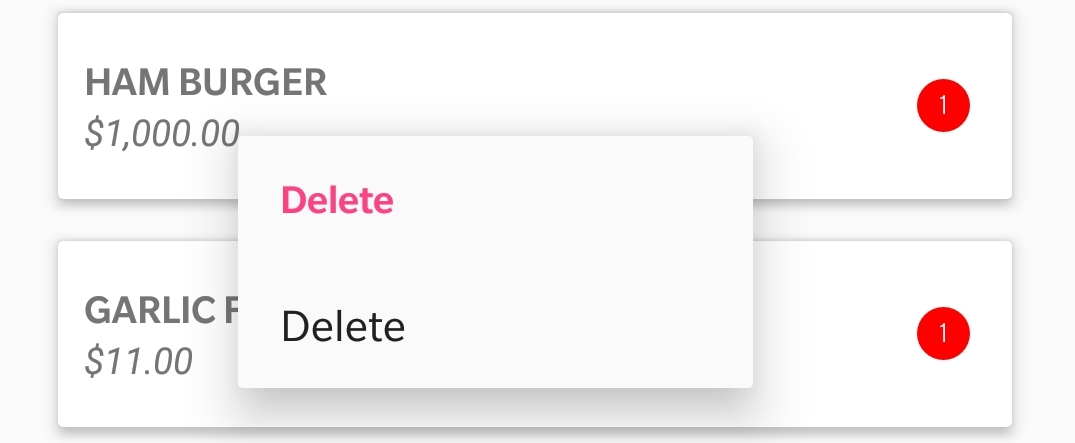 HAM BURGER
$1,000.00
1
Delete
Delete
GARLIC
$11.00
1